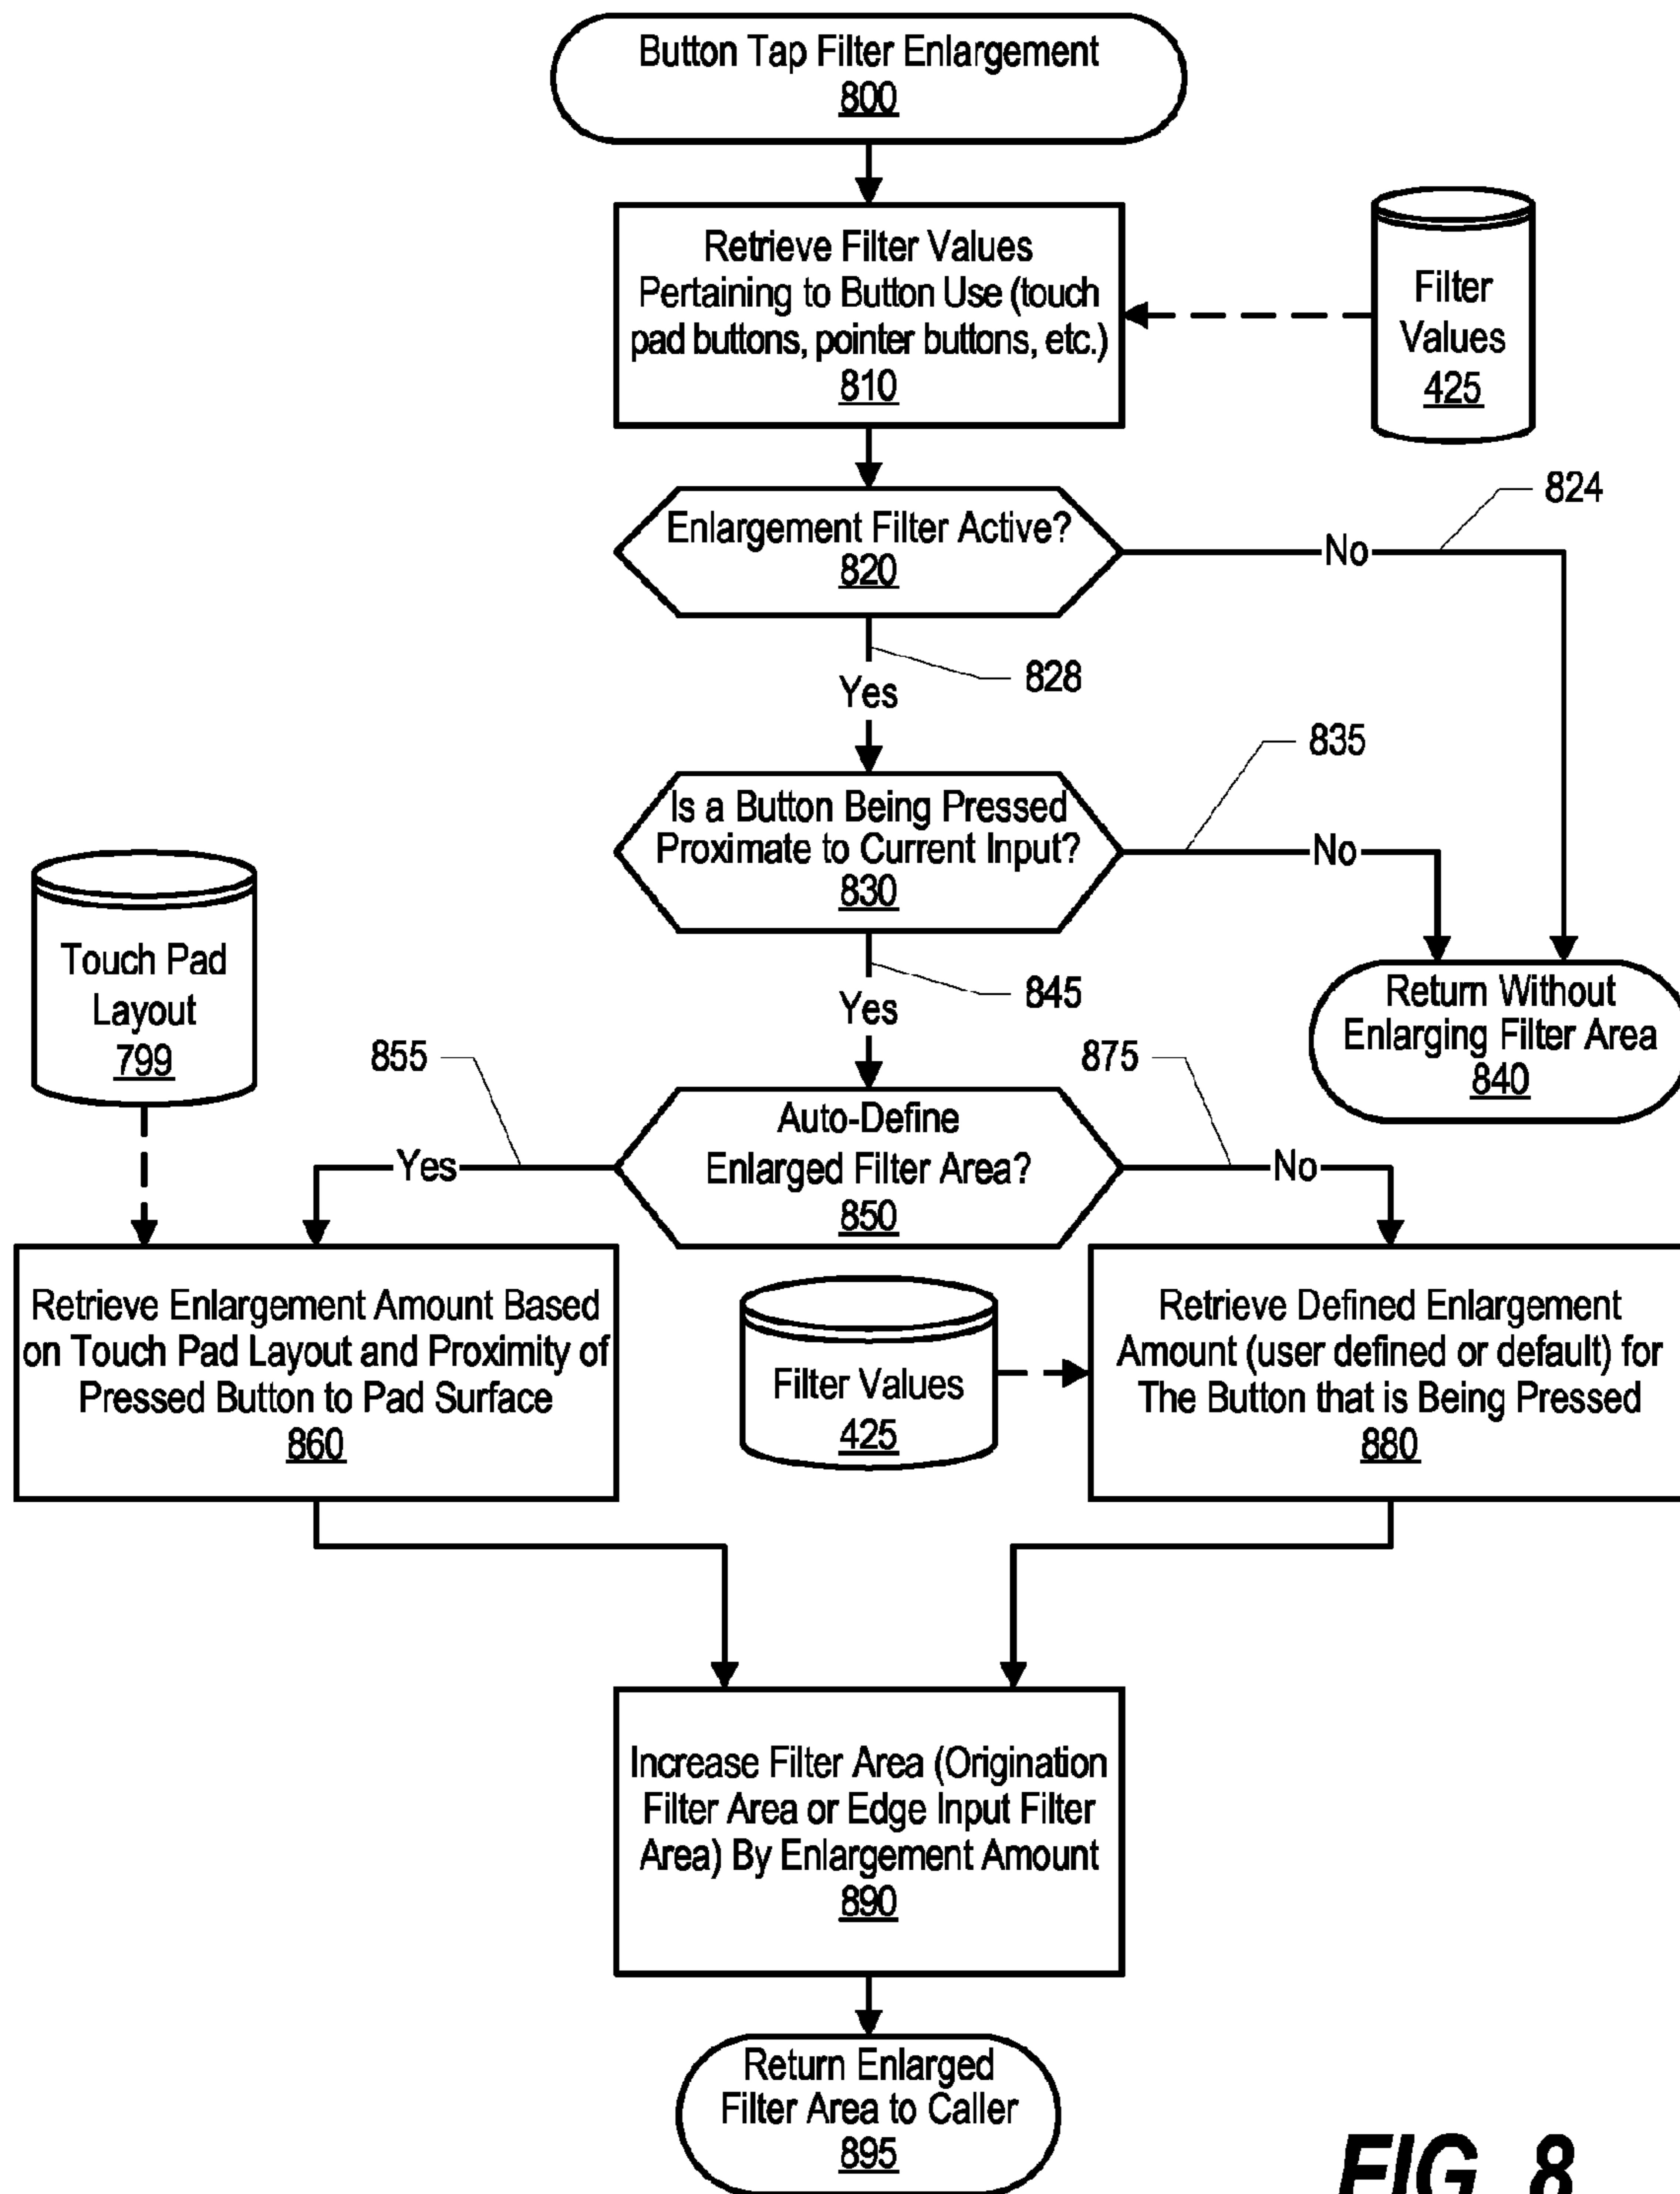 Button Tap Filter Enlargement
800
Retrieve Filter Values
Pertaining to Button Use (touch
pad buttons, pointer buttons, etc.)
810
Filter
Values
425
824
Enlargement Filter Active?
820
No
828
Yes
835
Is a Button Being Pressed
Proximate to Current Input?
830
No
Touch Pad
Layout
799
845
Yes
Return Without
Enlarging Filter Area
840
855
875
Auto-Define
Enlarged Filter Area?
850
Yes
No
Retrieve Enlargement Amount Based
on Touch Pad Layout and Proximity of
Pressed Button to Pad Surface
860
Filter Values
425
Retrieve Defined Enlargement
Amount (user defined or default) for
The Button that is Being Pressed
880
Increase Filter Area (Origination
Filter Area or Edge Input Filter
Area) By Enlargement Amount
890
Return Enlarged
Filter Area to Caller
895
FIG. 8